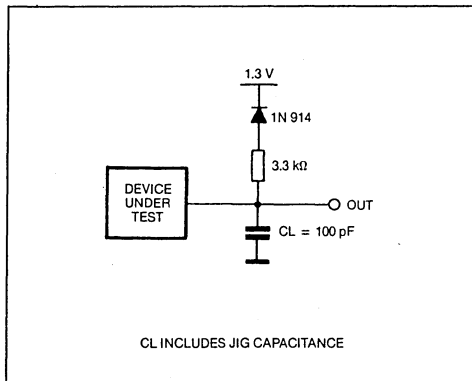 1.3 V
1N 914
3.3 kΩ
DEVICE
UNDER
TEST
OUT
CL = 100 pF
CL INCLUDES JIG CAPACITANCE